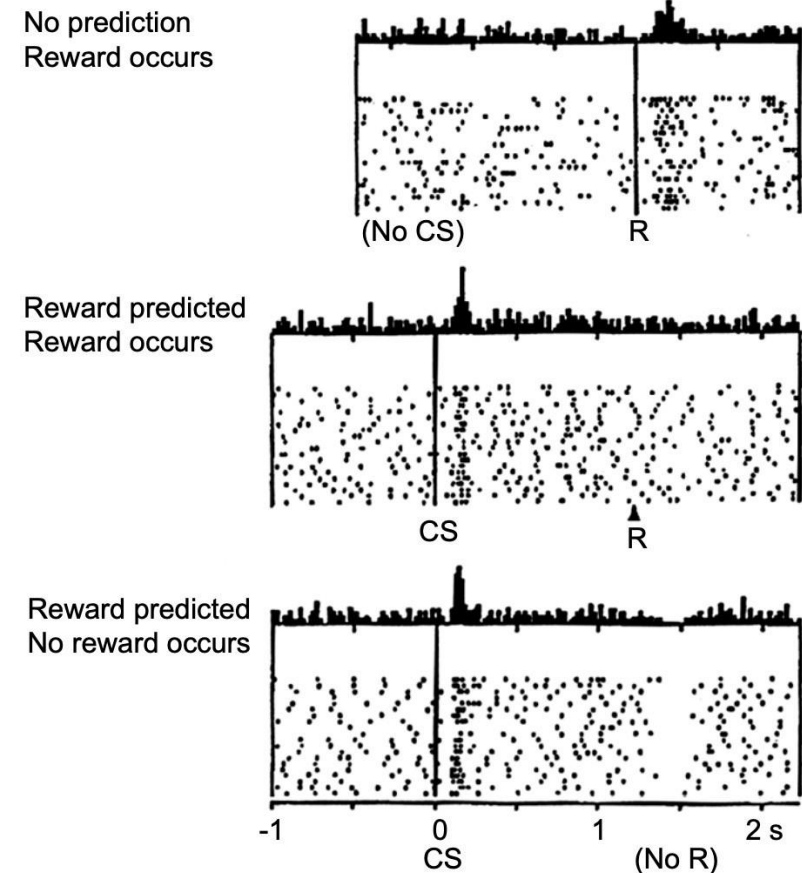 No prediction
Reward occurs
(No CS)
R
Reward predicted
Reward occurs
CS
R
Reward predicted
No reward occurs
-1
0
1
2 s
CS
(No R)